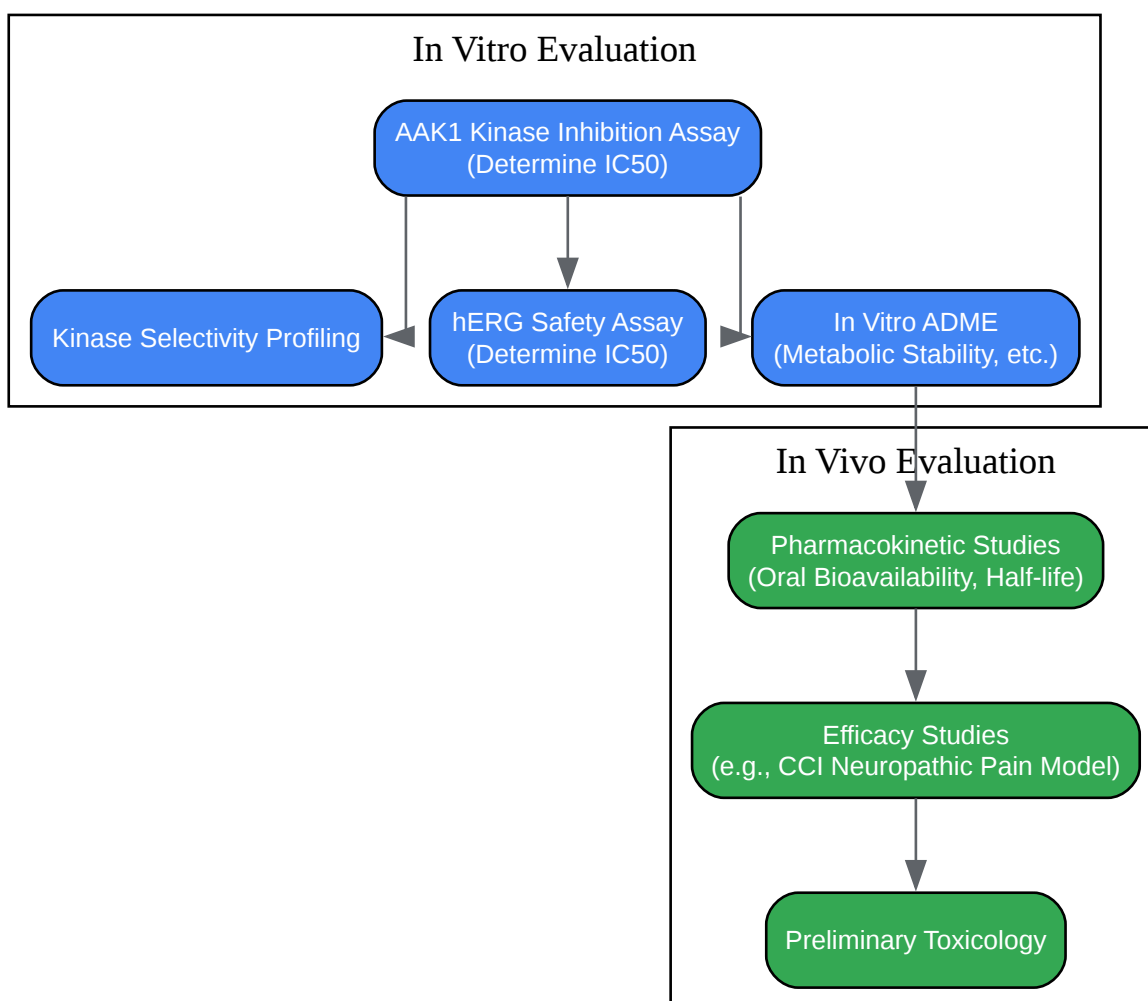 In Vitro Evaluation
AAK1 Kinase Inhibition Assay
(Determine IC50)
Kinase Selectivity Profiling
hERG Safety Assay
(Determine IC50)
In Vitro ADME
(Metabolic Stability, etc.)
In Vivo Evaluation
Pharmacokinetic Studies
(Oral Bioavailability, Half-life)
Efficacy Studies
(e.g., CCI Neuropathic Pain Model)
Preliminary Toxicology